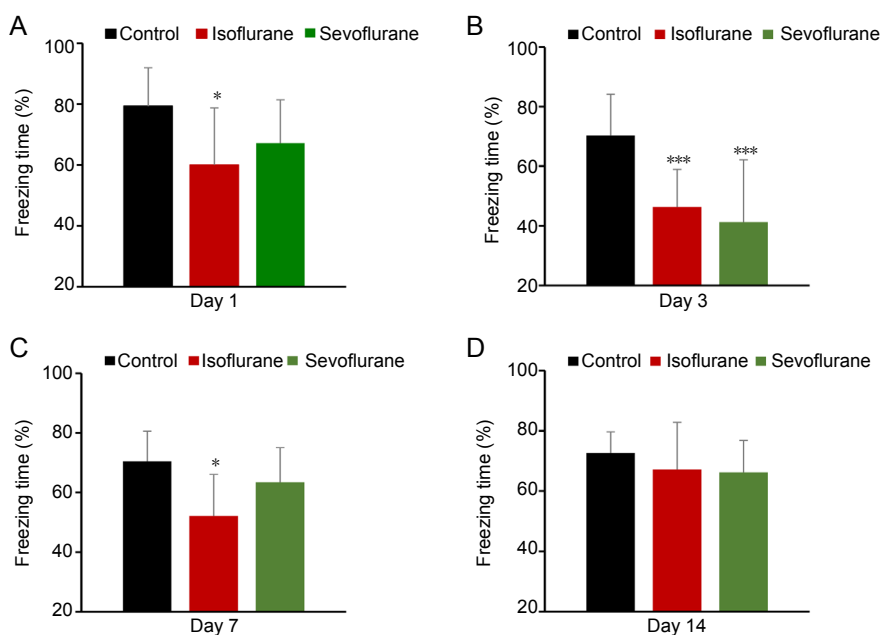 A
Control Isoflurane Sevoflurane
100
80
60
40
20
Freezing time (%)
*
Day 1
B
Control Isoflurane Sevoflurane
100
80
60
40
20
Freezing time (%)
***
***
Day 3
C
Control Isoflurane Sevoflurane
100
80
60
40
20
Freezing time (%)
*
Day 7
D
Control Isoflurane Sevoflurane
100
80
60
40
20
Freezing time (%)
Day 14